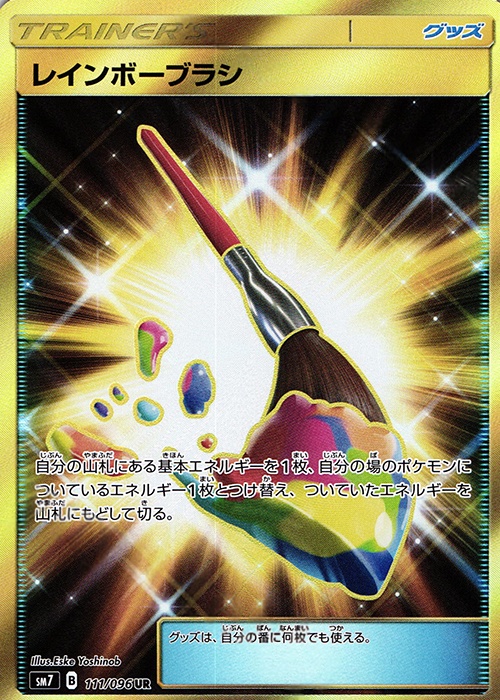 TRAINER'S
グッズ
レインボーブラシ
自分の山札にある基本エネルギーを1枚、自分の場のポケモンに
ついているエネルギー1枚とつけ替え、ついていたエネルギーを
山札にもどして切る。
グッズは、自分の番に何枚でも使える。
Illus.Eske Yoshinob
SM7 B 111/096 UR